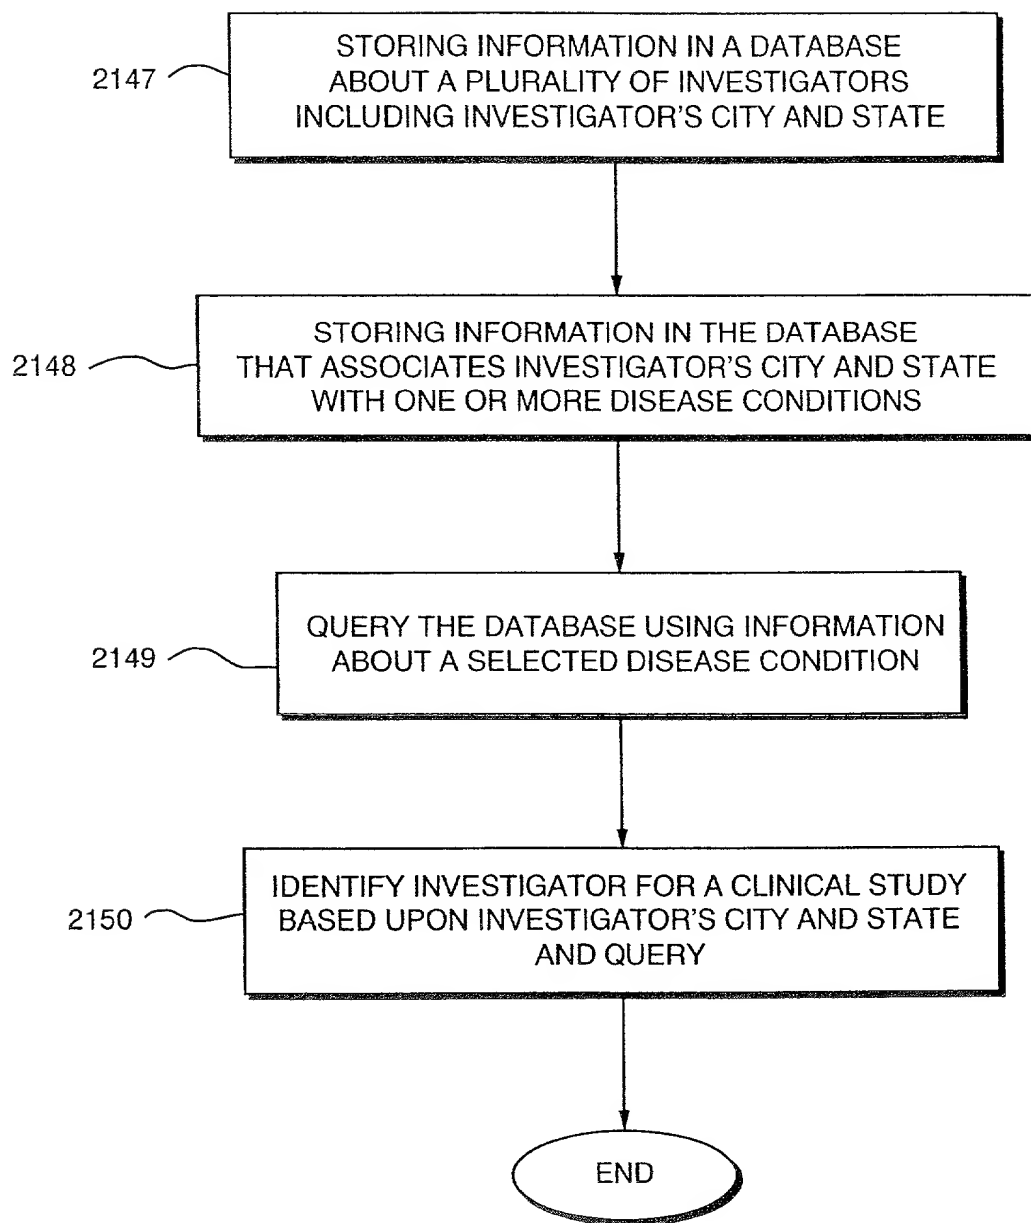 2147
STORING INFORMATION IN A DATABASE
ABOUT A PLURALITY OF INVESTIGATORS
INCLUDING INVESTIGATOR'S CITY AND STATE
2148
STORING INFORMATION IN THE DATABASE
THAT ASSOCIATES INVESTIGATOR'S CITY AND STATE
WITH ONE OR MORE DISEASE CONDITIONS
2149
QUERY THE DATABASE USING INFORMATION
ABOUT A SELECTED DISEASE CONDITION
2150
IDENTIFY INVESTIGATOR FOR A CLINICAL STUDY
BASED UPON INVESTIGATOR'S CITY AND STATE
AND QUERY
END